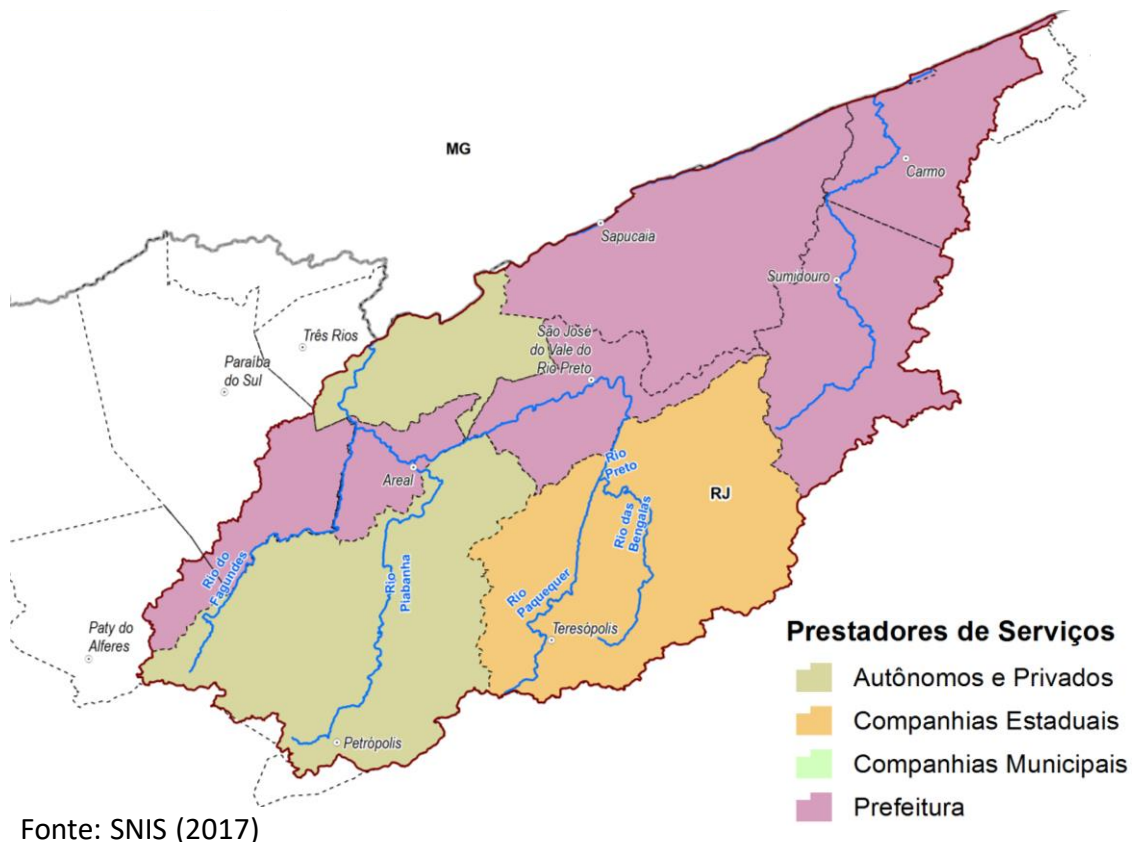 MG
Carmo
Sapucaia
Sumidouro
Três Rios
São José
do Vale do
Rio Preto
Paraíba
do Sul
Areal
Rio
Preto
RJ
Rio das
Bengalas
Rio do
Fagundes
Rio
Piabanha
Rio
Paquequer
Paty do
Alferes
Teresópolis
Petrópolis
Prestadores de Serviços
Autônomos e Privados
Companhias Estaduais
Companhias Municipais
Prefeitura
Fonte: SNIS (2017)